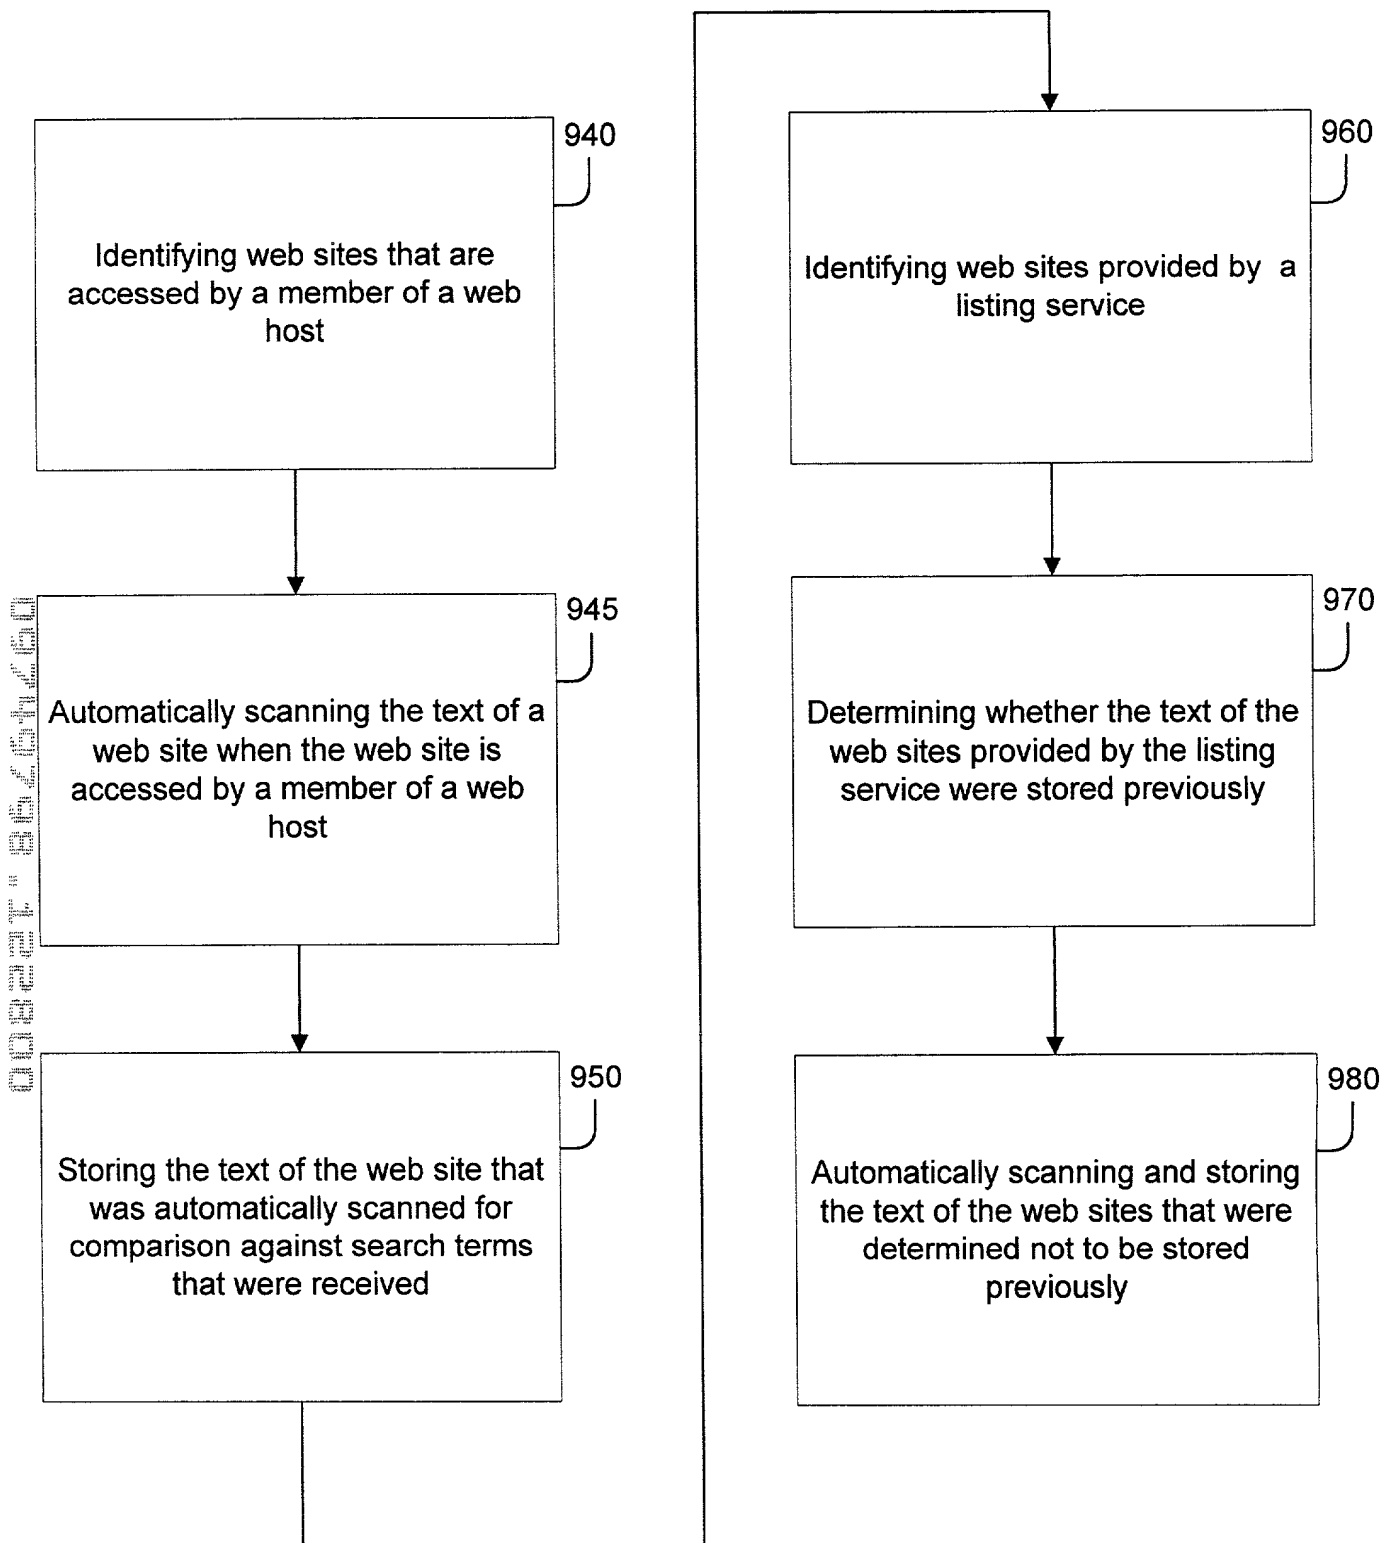 940
Identifying web sites that are
accessed by a member of a web
host
945
Automatically scanning the text of a
web site when the web site is
accessed by a member of a web
host
950
Storing the text of the web site that
was automatically scanned for
comparison against search terms
that were received
960
Identifying web sites provided by a
listing service
970
Determining whether the text of the
web sites provided by the listing
service were stored previously
980
Automatically scanning and storing
the text of the web sites that were
determined not to be stored
previously